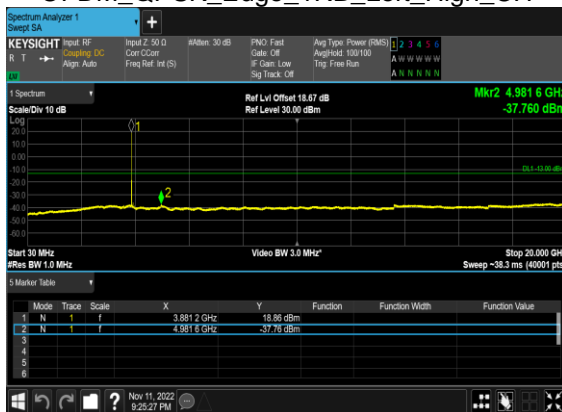 Spectrum Analyzer 1
Swept SA
KEYSIGHT Input: RF Input Z: 50 Ω #Atten: 30 dB PNO: Fast Avg Type: Power (RMS) 1 2 3 4 5 6
R T Coupling: DC Corr CCorr Gate: Off Avg|Hold: 100/100 A W W W W W
Align: Auto Freq Ref: Int (S) IF Gain: Low Trig: Free Run
LU Sig Track: Off A N N N N N
1 Spectrum Ref Lvl Offset 18.67 dB Mkr2 4.981 6 GHz
Scale/Div 10 dB Ref Level 30.00 dBm -37.760 dBm
Log
20.0
10.0
0.00
-10.0 DL1 -13.00 dB
-20.0
-30.0
-40.0
-50.0
-60.0
1
2
Start 30 MHz Video BW 3.0 MHz* Stop 20.000 GH
#Res BW 1.0 MHz Sweep ~38.3 ms (40001 pts
5 Marker Table
Mode Trace Scale X Y Function Function Width Function Value
1 N 1 f 3.881 2 GHz 18.86 dBm
2 N 1 f 4.981 6 GHz -37.76 dBm
3
4
5
6
Nov 11, 2022
9:25:27 PM